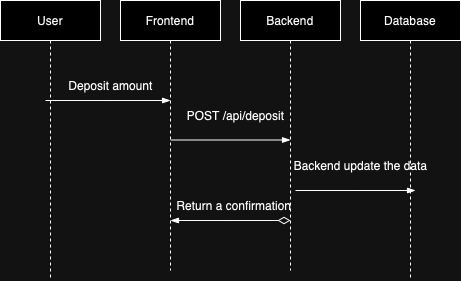 User
Frontend
Backend
Database
Deposit amount
POST /api/deposit
Backend update the data
Return a confirmation